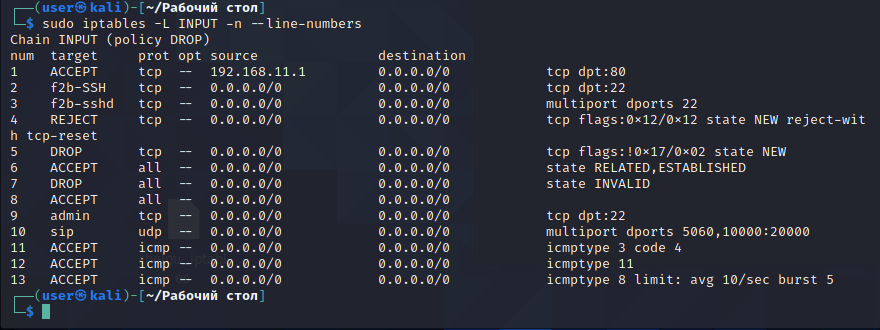 ┌──(user㉿kali)-[~/Рабочий стол]
└─$ sudo iptables -L INPUT -n --line-numbers
Chain INPUT (policy DROP)
num  target     prot opt source               destination
1    ACCEPT     tcp  --  192.168.11.1         0.0.0.0/0            tcp dpt:80
2    f2b-SSH    tcp  --  0.0.0.0/0            0.0.0.0/0            tcp dpt:22
3    f2b-sshd   tcp  --  0.0.0.0/0            0.0.0.0/0            multiport dports 22
4    REJECT     tcp  --  0.0.0.0/0            0.0.0.0/0            tcp flags:0×12/0×12 state NEW reject-wit
h tcp-reset
5    DROP       tcp  --  0.0.0.0/0            0.0.0.0/0            tcp flags:!0×17/0×02 state NEW
6    ACCEPT     all  --  0.0.0.0/0            0.0.0.0/0            state RELATED,ESTABLISHED
7    DROP       all  --  0.0.0.0/0            0.0.0.0/0            state INVALID
8    ACCEPT     all  --  0.0.0.0/0            0.0.0.0/0
9    admin      tcp  --  0.0.0.0/0            0.0.0.0/0            tcp dpt:22
10   sip        udp  --  0.0.0.0/0            0.0.0.0/0            multiport dports 5060,10000:20000
11   ACCEPT     icmp --  0.0.0.0/0            0.0.0.0/0            icmptype 3 code 4
12   ACCEPT     icmp --  0.0.0.0/0            0.0.0.0/0            icmptype 11
13   ACCEPT     icmp --  0.0.0.0/0            0.0.0.0/0            icmptype 8 limit: avg 10/sec burst 5
┌──(user㉿kali)-[~/Рабочий стол]
└─$